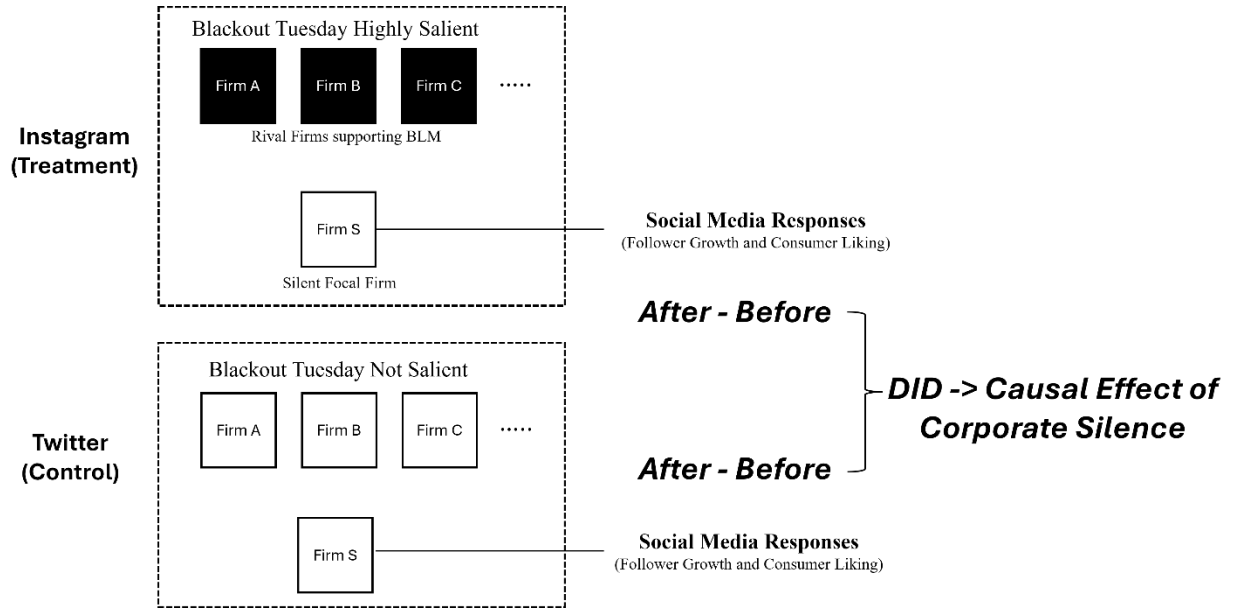 Blackout Tuesday Highly Salient
Firm A
Firm B
Firm C
.....
Rival Firms supporting BLM
Instagram
(Treatment)
Firm S
Silent Focal Firm
Social Media Responses
(Follower Growth and Consumer Liking)
After - Before
DID -> Causal Effect of
Corporate Silence
After - Before
Blackout Tuesday Not Salient
Firm A
Firm B
Firm C
.....
Twitter
(Control)
Firm S
Social Media Responses
(Follower Growth and Consumer Liking)